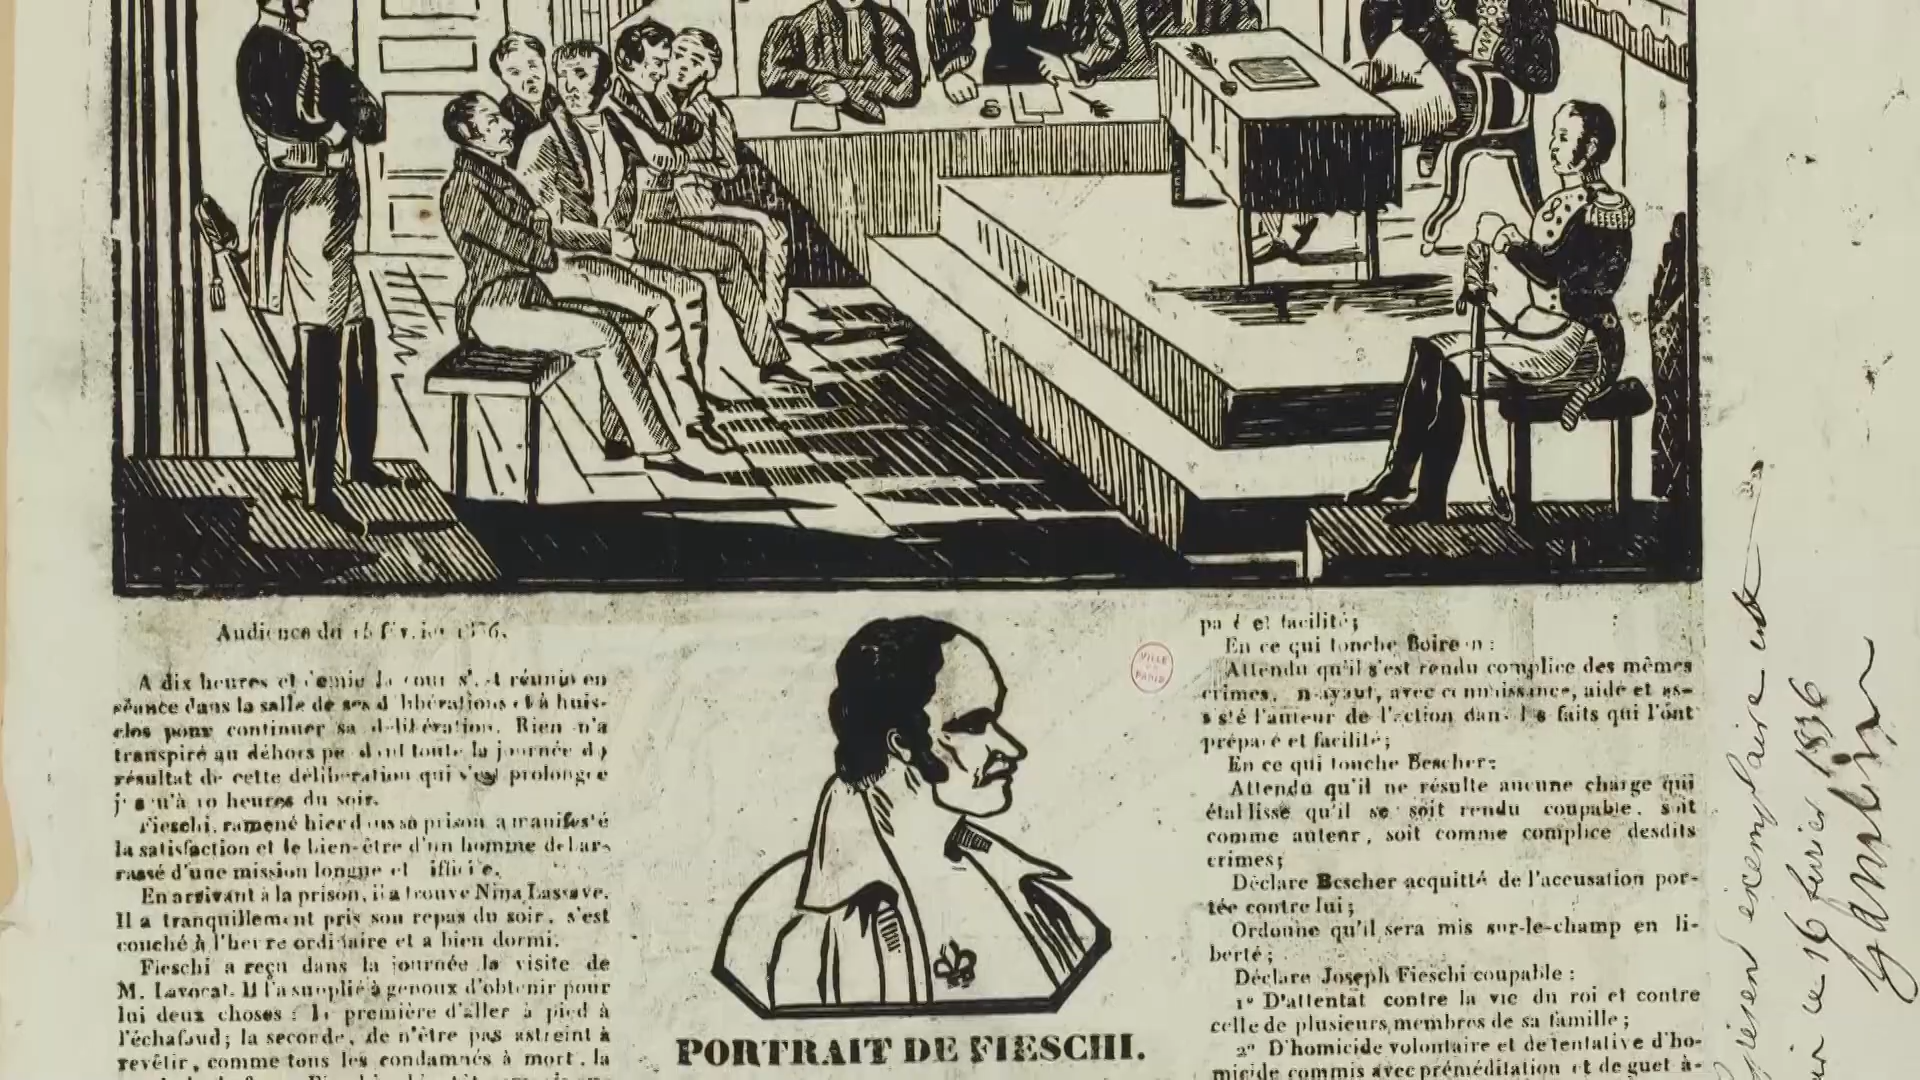 Audience du 15 février 1836.
A dix heures et demie la cour s'est réunie en
séance dans la salle de ses délibérations et à huis-
clos pour continuer sa délibération. Rien n'a
transpiré au déhors pendant toute la journée du
résultat de cette délibération qui s'est prolongée
jusqu'à 10 heures du soir.
Fieschi, ramené hier dans sa prison a manifesté
la satisfaction et le bien-être d'un homme débar-
rassé d'une mission longue et difficile.
En arrivant à la prison, il a trouvé Nina Lassave.
Il a tranquillement pris son repas du soir, s'est
couché à l'heure ordinaire et a bien dormi.
Fieschi a reçu dans la journée la visite de
M. Lavocat. Il l'a supplié à genoux d'obtenir pour
lui deux choses : la première d'aller à pied à
l'échafaud; la seconde, de n'être pas astreint à
revêtir, comme tous les condamnés à mort, la
PORTRAIT DE FIESCHI.
VILLE
DE
PARIS
paré et facilité;
En ce qui touche Boireau :
Attendu qu'il s'est rendu complice des mêmes
crimes, n ayant, avec connaissance, aidé et as-
sisté l'auteur de l'action dans les faits qui l'ont
préparé et facilité;
En ce qui touche Bescher;
Attendu qu'il ne résulte aucune charge qui
établisse qu'il se soit rendu coupable, soit
comme auteur, soit comme complice desdits
crimes;
Déclare Bescher acquitté de l'accusation por-
tée contre lui;
Ordonne qu'il sera mis sur-le-champ en li-
berté;
Déclare Joseph Fieschi coupable :
1° D'attentat contre la vie du roi et contre
celle de plusieurs membres de sa famille;
2° D'homicide volontaire et de tentative d'ho-
micide commis avec préméditation et de guet à-
exemplaire est
ce 16 février 1836